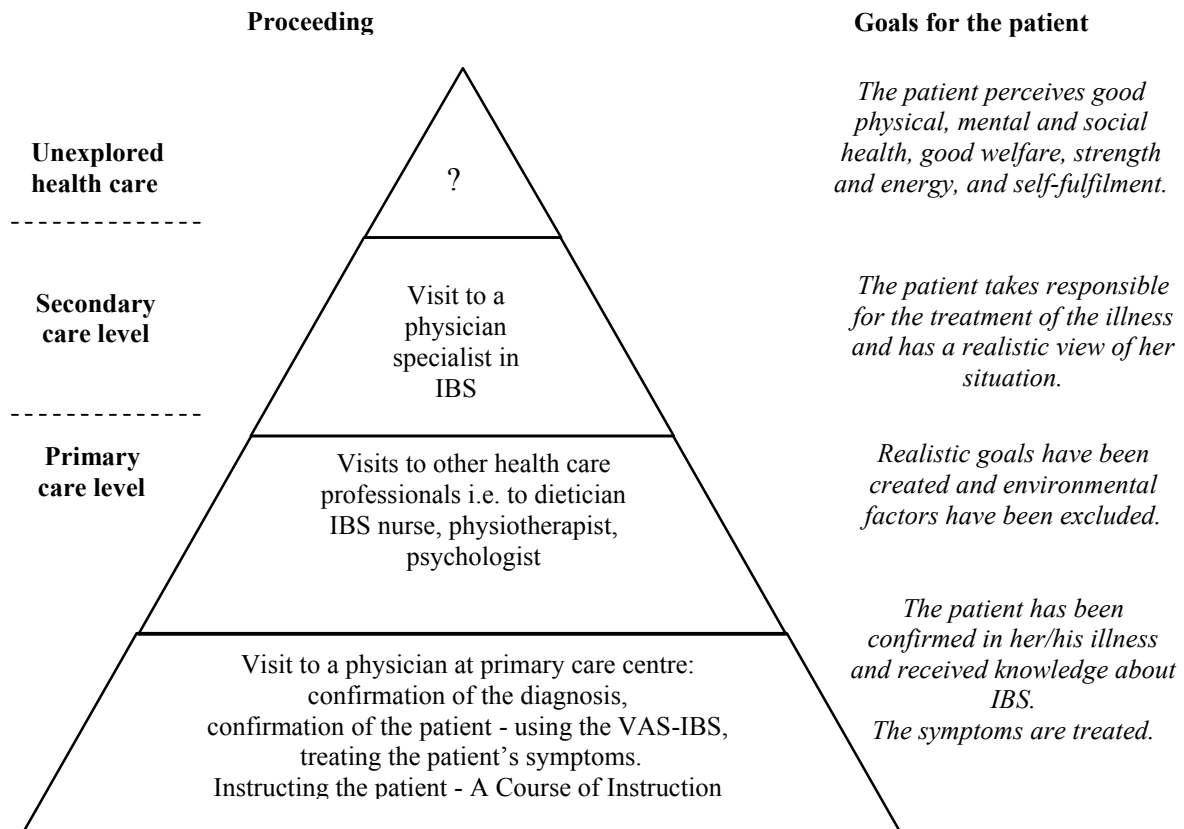 Proceeding
Goals for the patient
Unexplored
health care
?
The patient perceives good
physical, mental and social
health, good welfare, strength
and energy, and self-fulfilment.
Secondary
care level
Visit to a
physician
specialist in
IBS
The patient takes responsible
for the treatment of the illness
and has a realistic view of her
situation.
Primary
care level
Visits to other health care
professionals i.e. to dietician
IBS nurse, physiotherapist,
psychologist
Realistic goals have been
created and environmental
factors have been excluded.
Visit to a physician at primary care centre:
confirmation of the diagnosis,
confirmation of the patient - using the VAS-IBS,
treating the patient’s symptoms.
Instructing the patient - A Course of Instruction
The patient has been
confirmed in her/his illness
and received knowledge about
IBS.
The symptoms are treated.